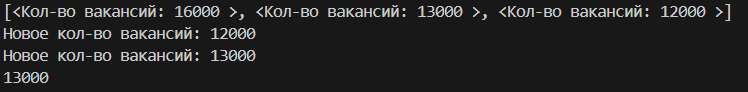 [<Кол-во вакансий: 16000 >, <Кол-во вакансий: 13000 >, <Кол-во вакансий: 12000 >]
Новое кол-во вакансий: 12000
Новое кол-во вакансий: 13000
13000